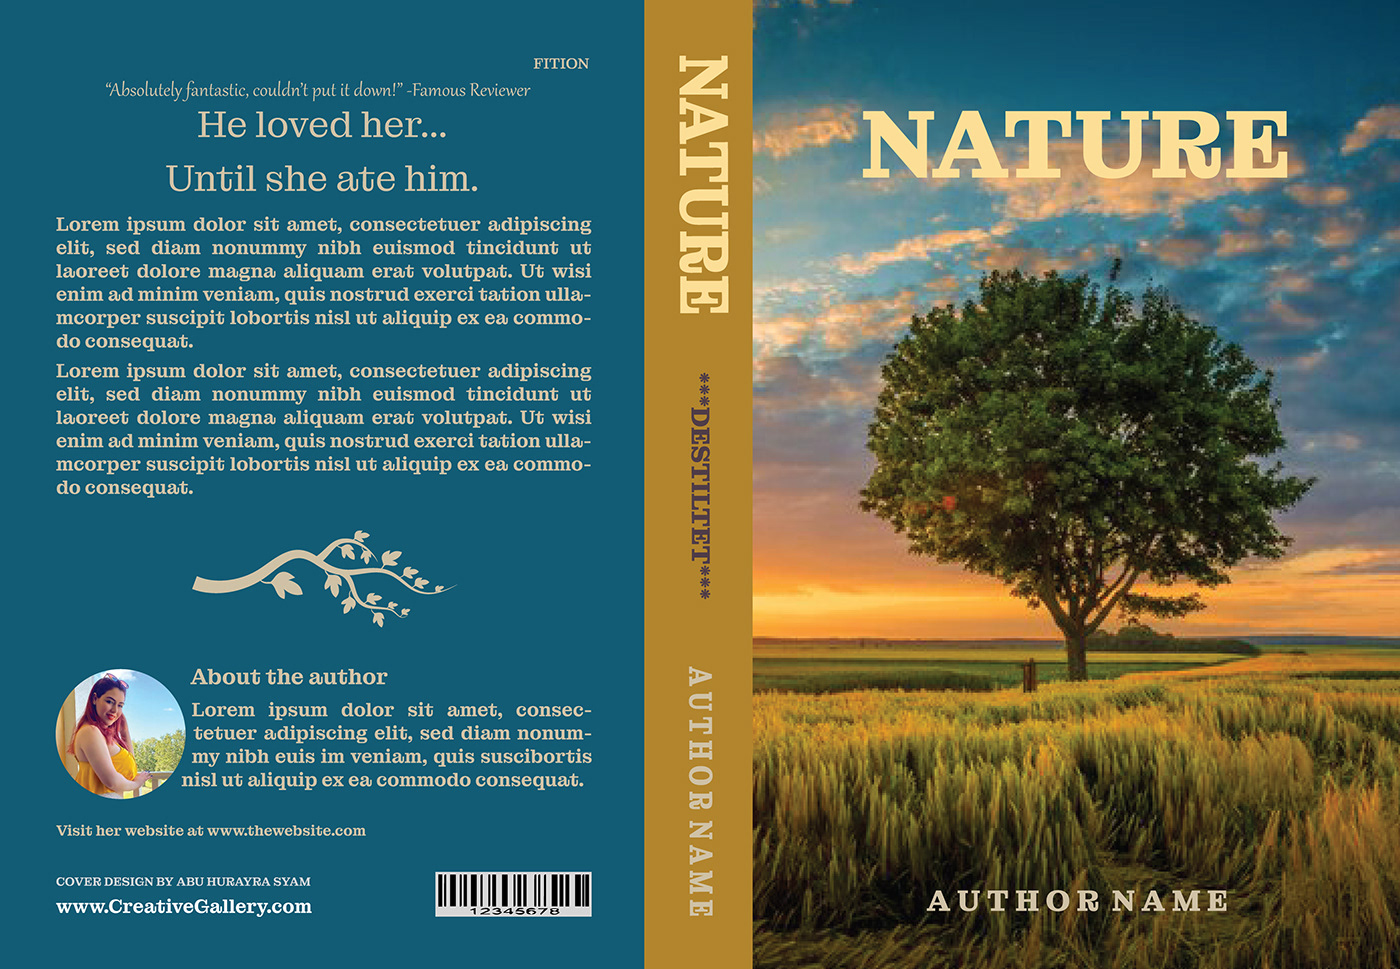 FITION
“Absolutely fantastic, couldn’t put it down!” -Famous Reviewer
He loved her...
Until she ate him.
Lorem ipsum dolor sit amet, consectetuer adipiscing
elit, sed diam nonummy nibh euismod tincidunt ut
laoreet dolore magna aliquam erat volutpat. Ut wisi
enim ad minim veniam, quis nostrud exerci tation ulla-
mcorper suscipit lobortis nisl ut aliquip ex ea commo-
do consequat.
Lorem ipsum dolor sit amet, consectetuer adipiscing
elit, sed diam nonummy nibh euismod tincidunt ut
laoreet dolore magna aliquam erat volutpat. Ut wisi
enim ad minim veniam, quis nostrud exerci tation ulla-
mcorper suscipit lobortis nisl ut aliquip ex ea commo-
do consequat.
About the author
Lorem ipsum dolor sit amet, consec-
tetuer adipiscing elit, sed diam nonum-
my nibh euis im veniam, quis suscibortis
nisl ut aliquip ex ea commodo consequat.
Visit her website at www.thewebsite.com
COVER DESIGN BY ABU HURAYRA SYAM
www.CreativeGallery.com
12345678
NATURE
***DESTILTET***
AUTHOR NAME
NATURE
AUTHOR NAME